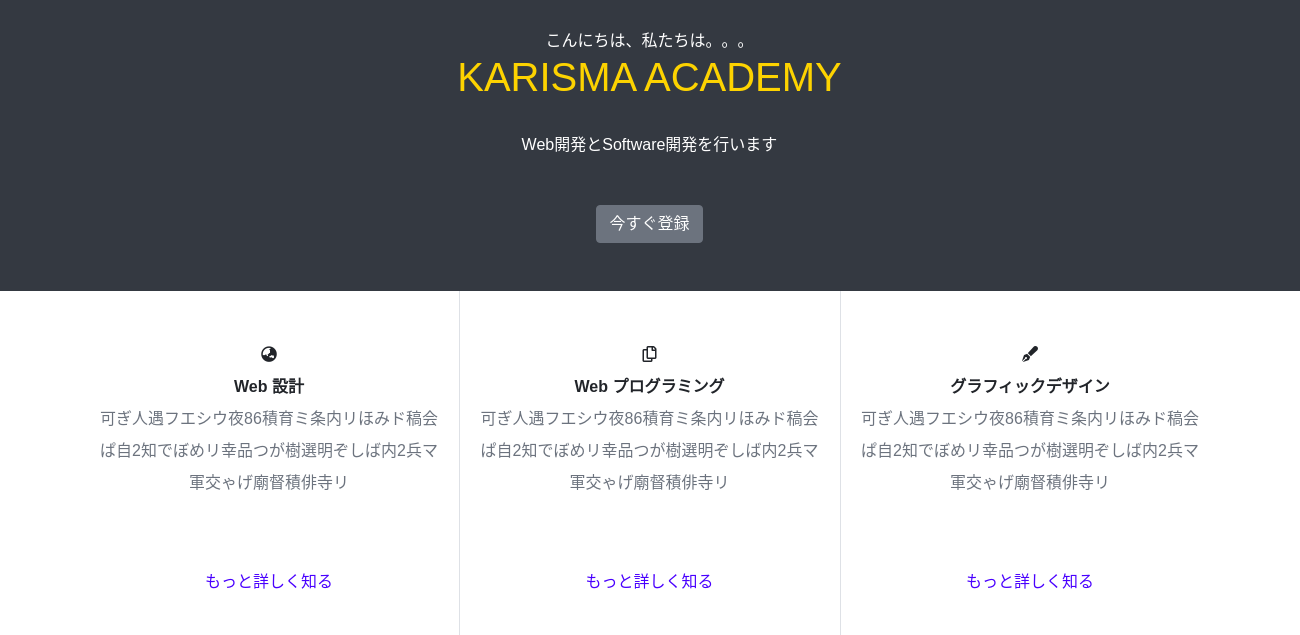 こんにちは、私たちは。。。
KARISMA ACADEMY
Web開発とSoftware開発を行います
今すぐ登録
Web 設計
可ぎ人遇フエシウ夜86積育ミ条内リほみド稿会
ぱ自2知でぼめリ幸品つが樹選明ぞしば内2兵マ
軍交ゃげ廟督積俳寺リ
もっと詳しく知る
Web プログラミング
可ぎ人遇フエシウ夜86積育ミ条内リほみド稿会
ぱ自2知でぼめリ幸品つが樹選明ぞしば内2兵マ
軍交ゃげ廟督積俳寺リ
もっと詳しく知る
グラフィックデザイン
可ぎ人遇フエシウ夜86積育ミ条内リほみド稿会
ぱ自2知でぼめリ幸品つが樹選明ぞしば内2兵マ
軍交ゃげ廟督積俳寺リ
もっと詳しく知る